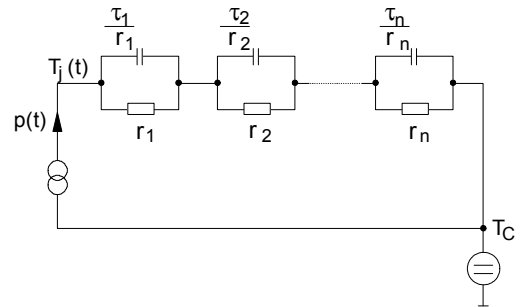 τ1 τ2 τn
r1 r2 rn
Tj (t)
r1 r2 rn
p(t)
TC